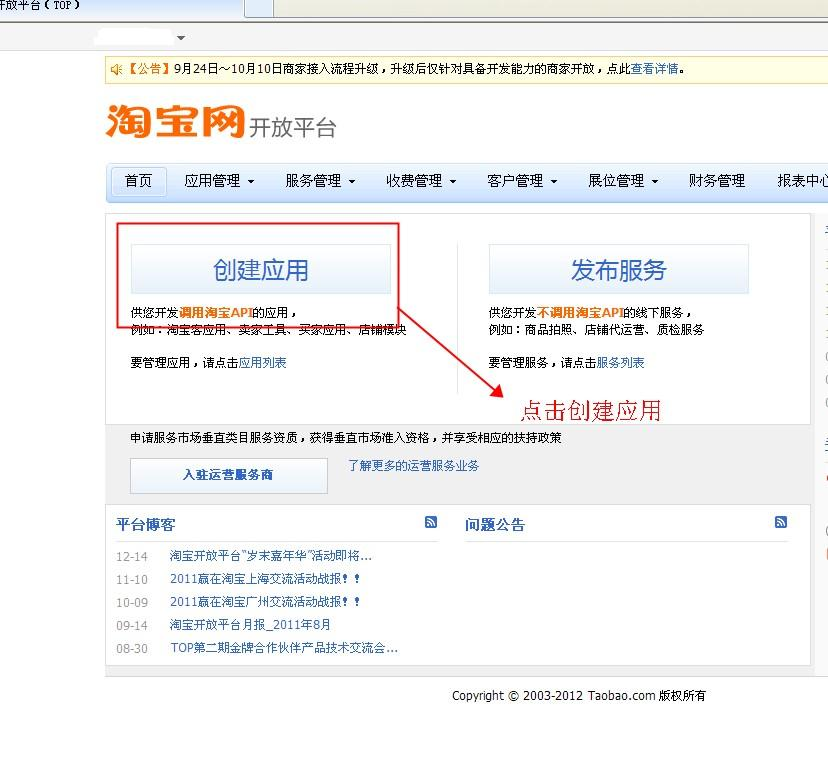 开放平台(TOP)
【公告】9月24日～10月10日商家接入流程升级，升级后仅针对具备开发能力的商家开放，点此查看详情。
淘宝网开放平台
首页 应用管理 服务管理 收费管理 客户管理 展位管理 财务管理 报表中心
创建应用
供您开发调用淘宝API的应用，
例如：淘宝客应用、卖家工具、买家应用、店铺模块
要管理应用，请点击应用列表
发布服务
供您开发不调用淘宝API的线下服务，
例如：商品拍照、店铺代运营、质检服务
要管理服务，请点击服务列表
点击创建应用
申请服务市场垂直类目服务资质，获得垂直市场准入资格，并享受相应的扶持政策
入驻运营服务商 了解更多的运营服务业务
平台博客
12-14 淘宝开放平台“岁末嘉年华”活动即将...
11-10 2011赢在淘宝上海交流活动战报！！
10-09 2011赢在淘宝广州交流活动战报！！
09-14 淘宝开放平台月报_2011年8月
08-30 TOP第二期金牌合作伙伴产品技术交流会...
问题公告
Copyright © 2003-2012 Taobao.com 版权所有